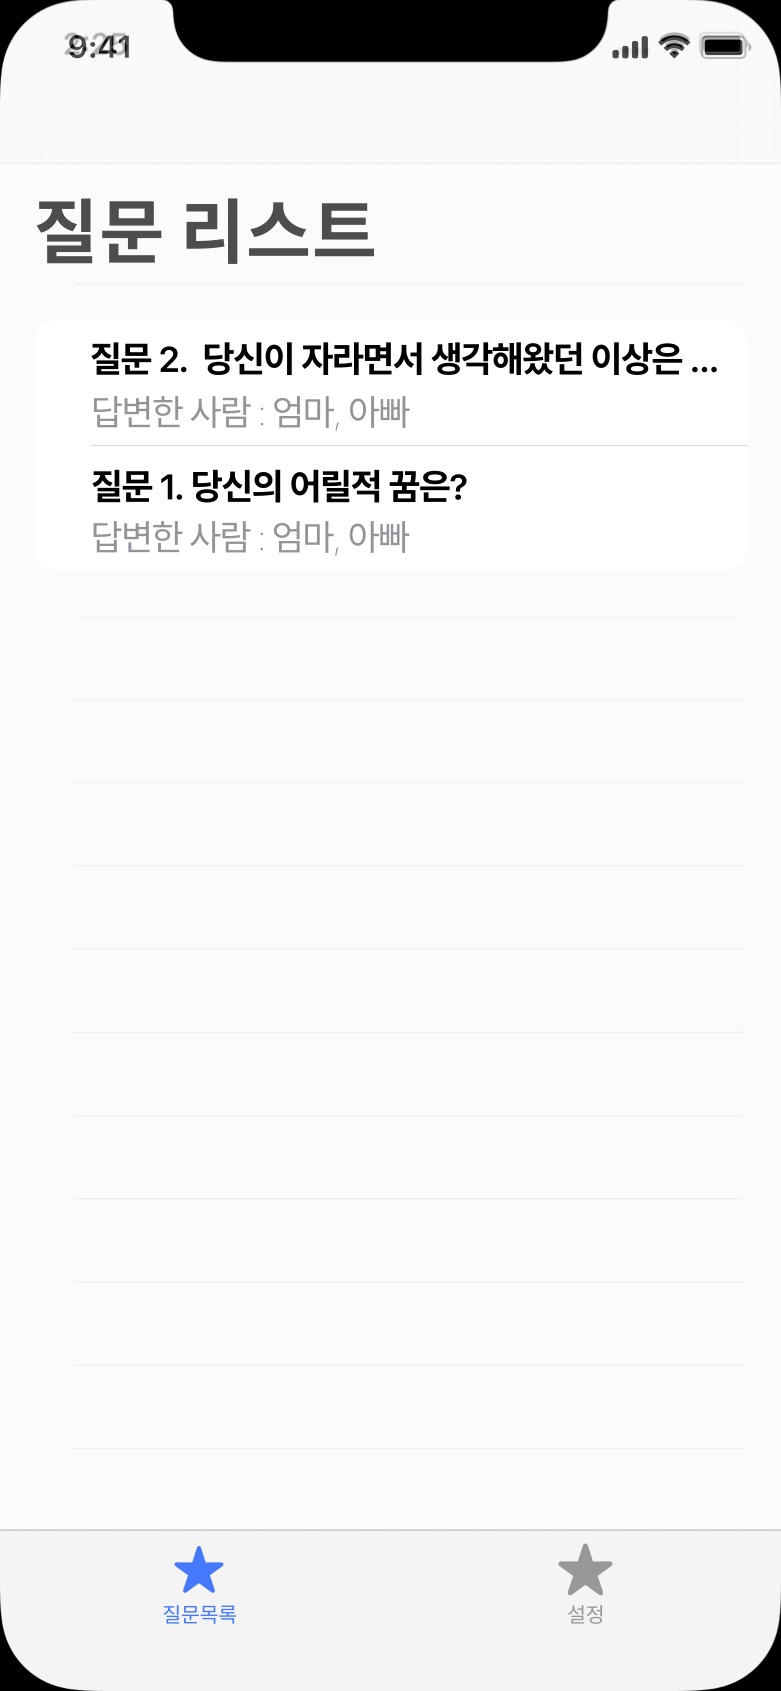 9:41
질문 리스트
질문 2.  당신이 자라면서 생각해왔던 이상은 ...
답변한 사람 : 엄마, 아빠
질문 1. 당신의 어릴적 꿈은?
답변한 사람 : 엄마, 아빠
질문목록
설정